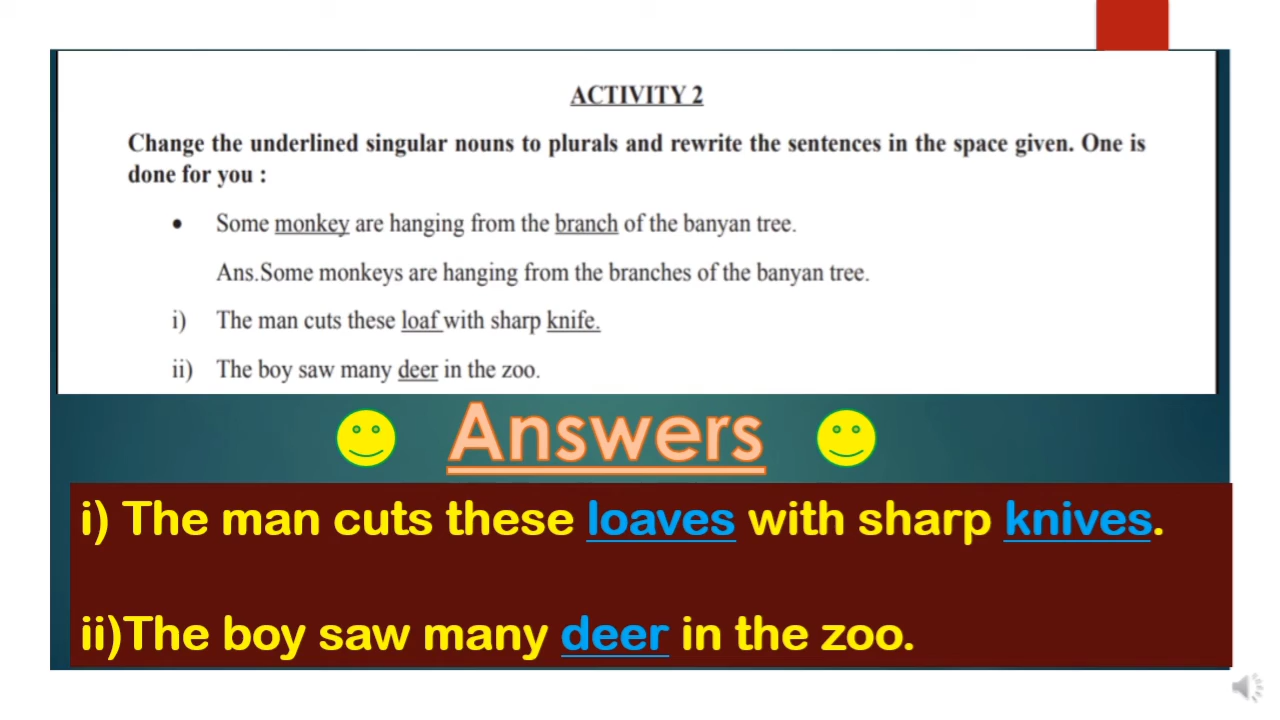 ACTIVITY 2
Change the underlined singular nouns to plurals and rewrite the sentences in the space given. One is
done for you :
• Some monkey are hanging from the branch of the banyan tree.
Ans.Some monkeys are hanging from the branches of the banyan tree.
i) The man cuts these loaf with sharp knife.
ii) The boy saw many deer in the zoo.
Answers
i) The man cuts these loaves with sharp knives.
ii)The boy saw many deer in the zoo.